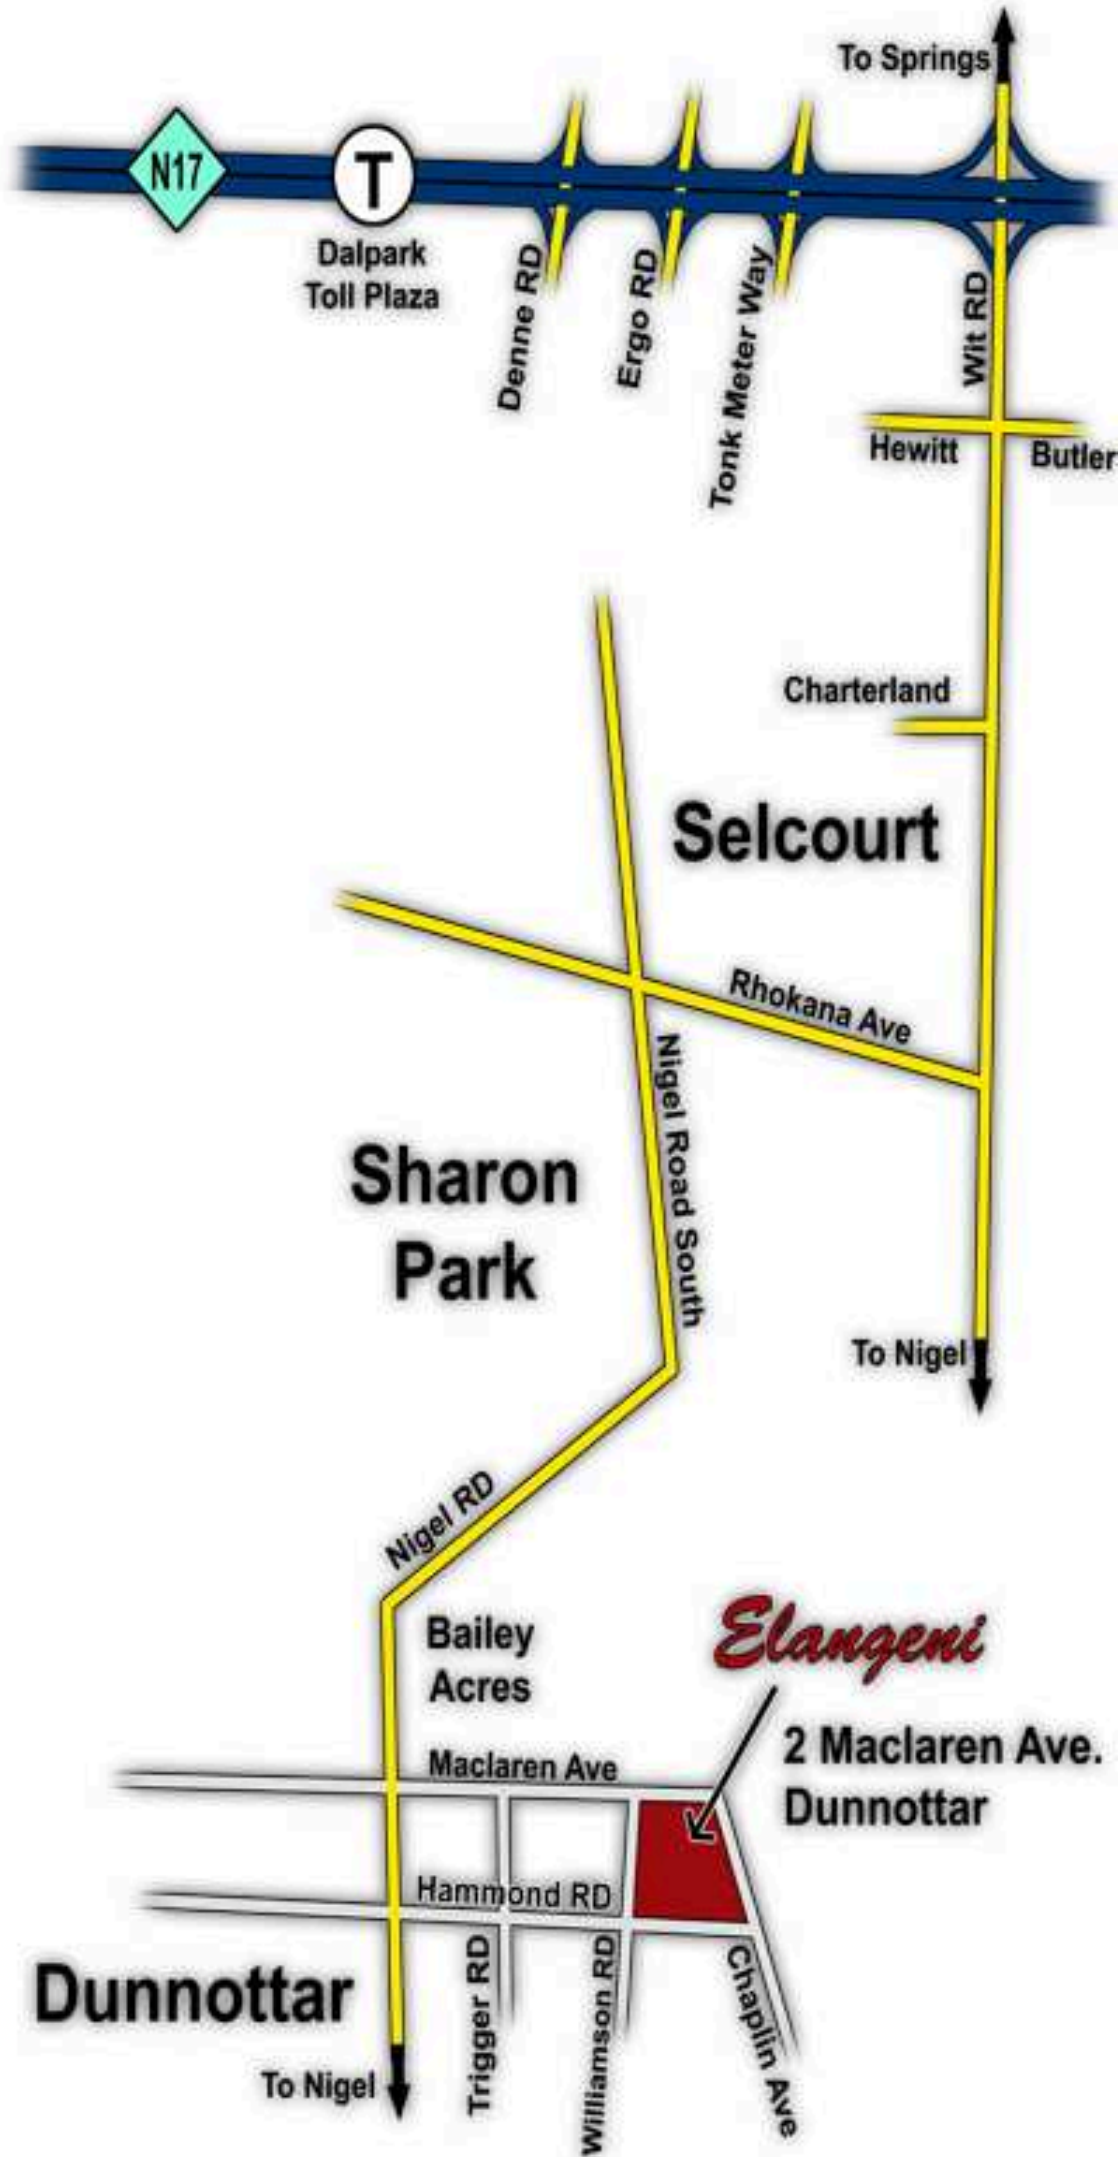 To Springs
N17
T
Dalpark
Toll Plaza
Denne RD
Ergo RD
Tonk Meter Way
Wit RD
Hewitt
Butler
Charterland
Selcourt
Rhokana Ave
Nigel Road South
Sharon
Park
To Nigel
Nigel RD
Bailey
Acres
Elangeni
2 Maclaren Ave.
Dunnottar
Maclaren Ave
Hammond RD
Dunnottar
Trigger RD
Williamson RD
Chaplin Ave
To Nigel